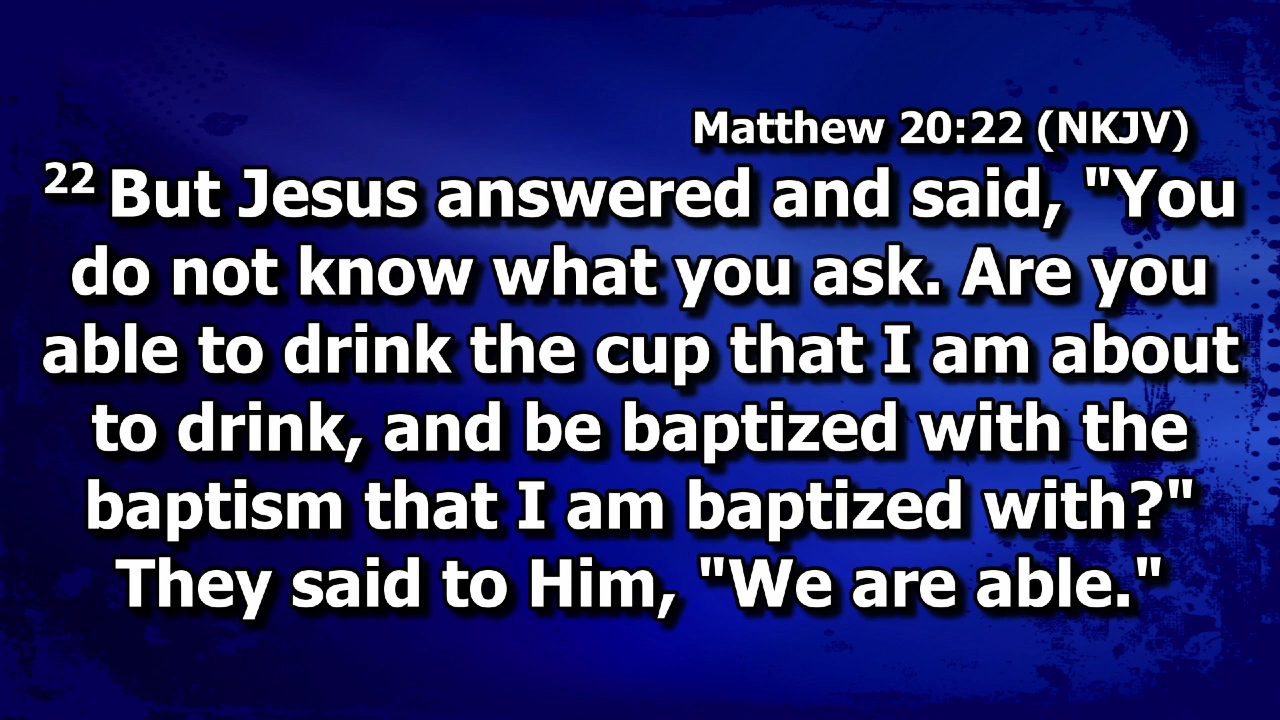 Matthew 20:22 (NKJV)
22 But Jesus answered and said, "You
do not know what you ask. Are you
able to drink the cup that I am about
to drink, and be baptized with the
baptism that I am baptized with?"
They said to Him, "We are able."